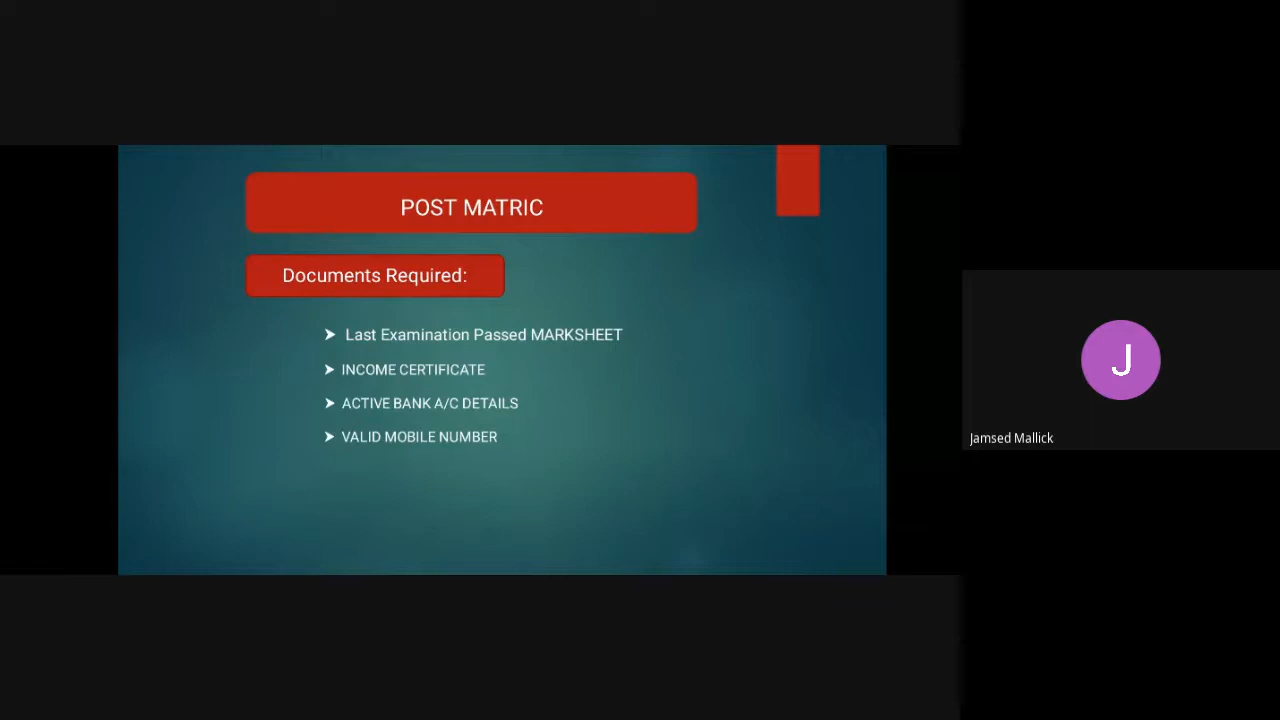 POST MATRIC
Documents Required:
➤ Last Examination Passed MARKSHEET
➤ INCOME CERTIFICATE
➤ ACTIVE BANK A/C DETAILS
➤ VALID MOBILE NUMBER
J
Jamsed Mallick